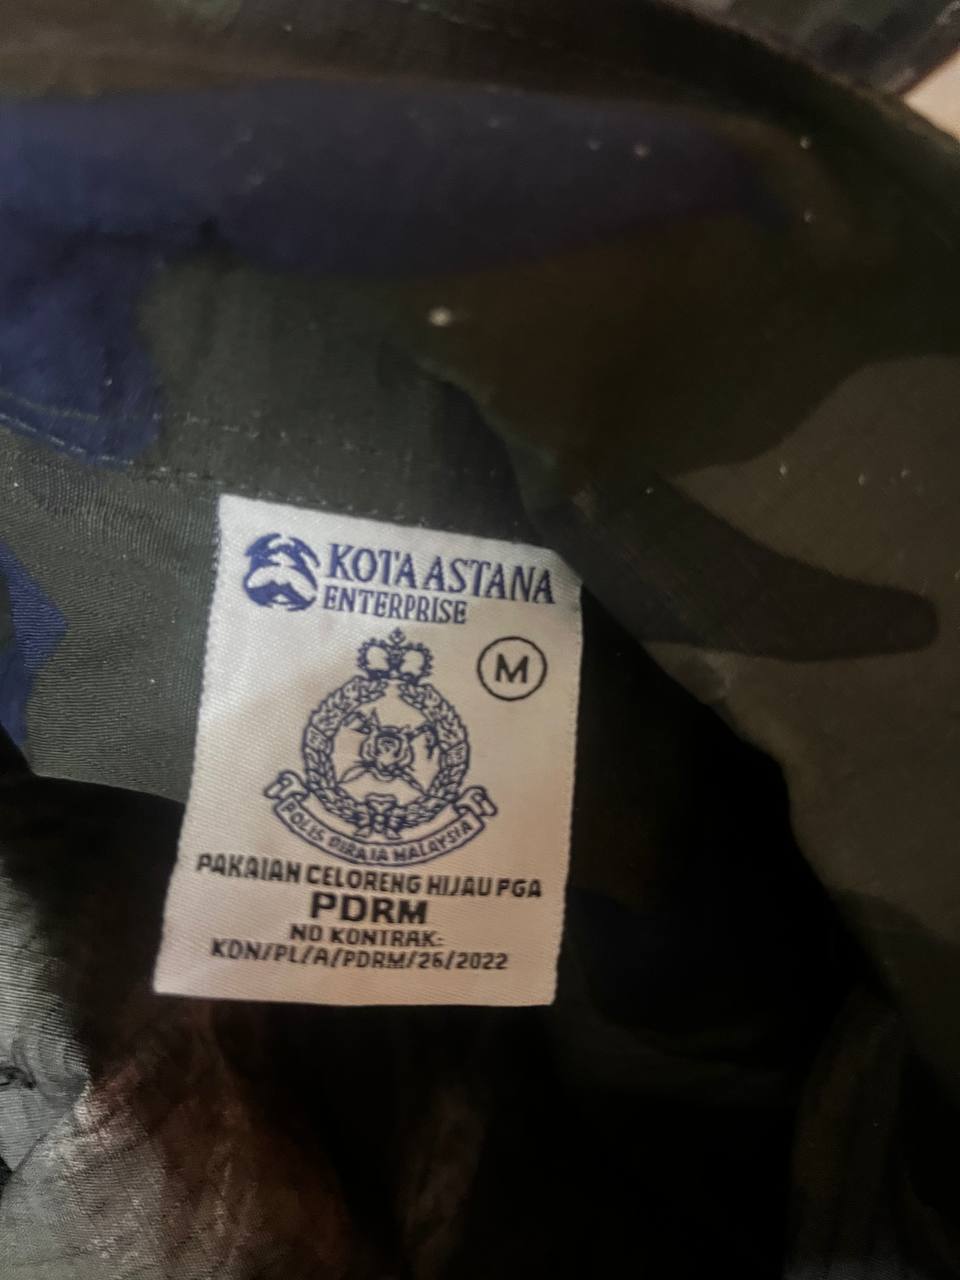 KOTA ASTANA
ENTERPRISE
M
POLIS DIRAJA MALAYSIA
PAKAIAN CELORENG HIJAU PGA
PDRM
NO KONTRAK:
KDN/PL/A/PDRM/26/2022